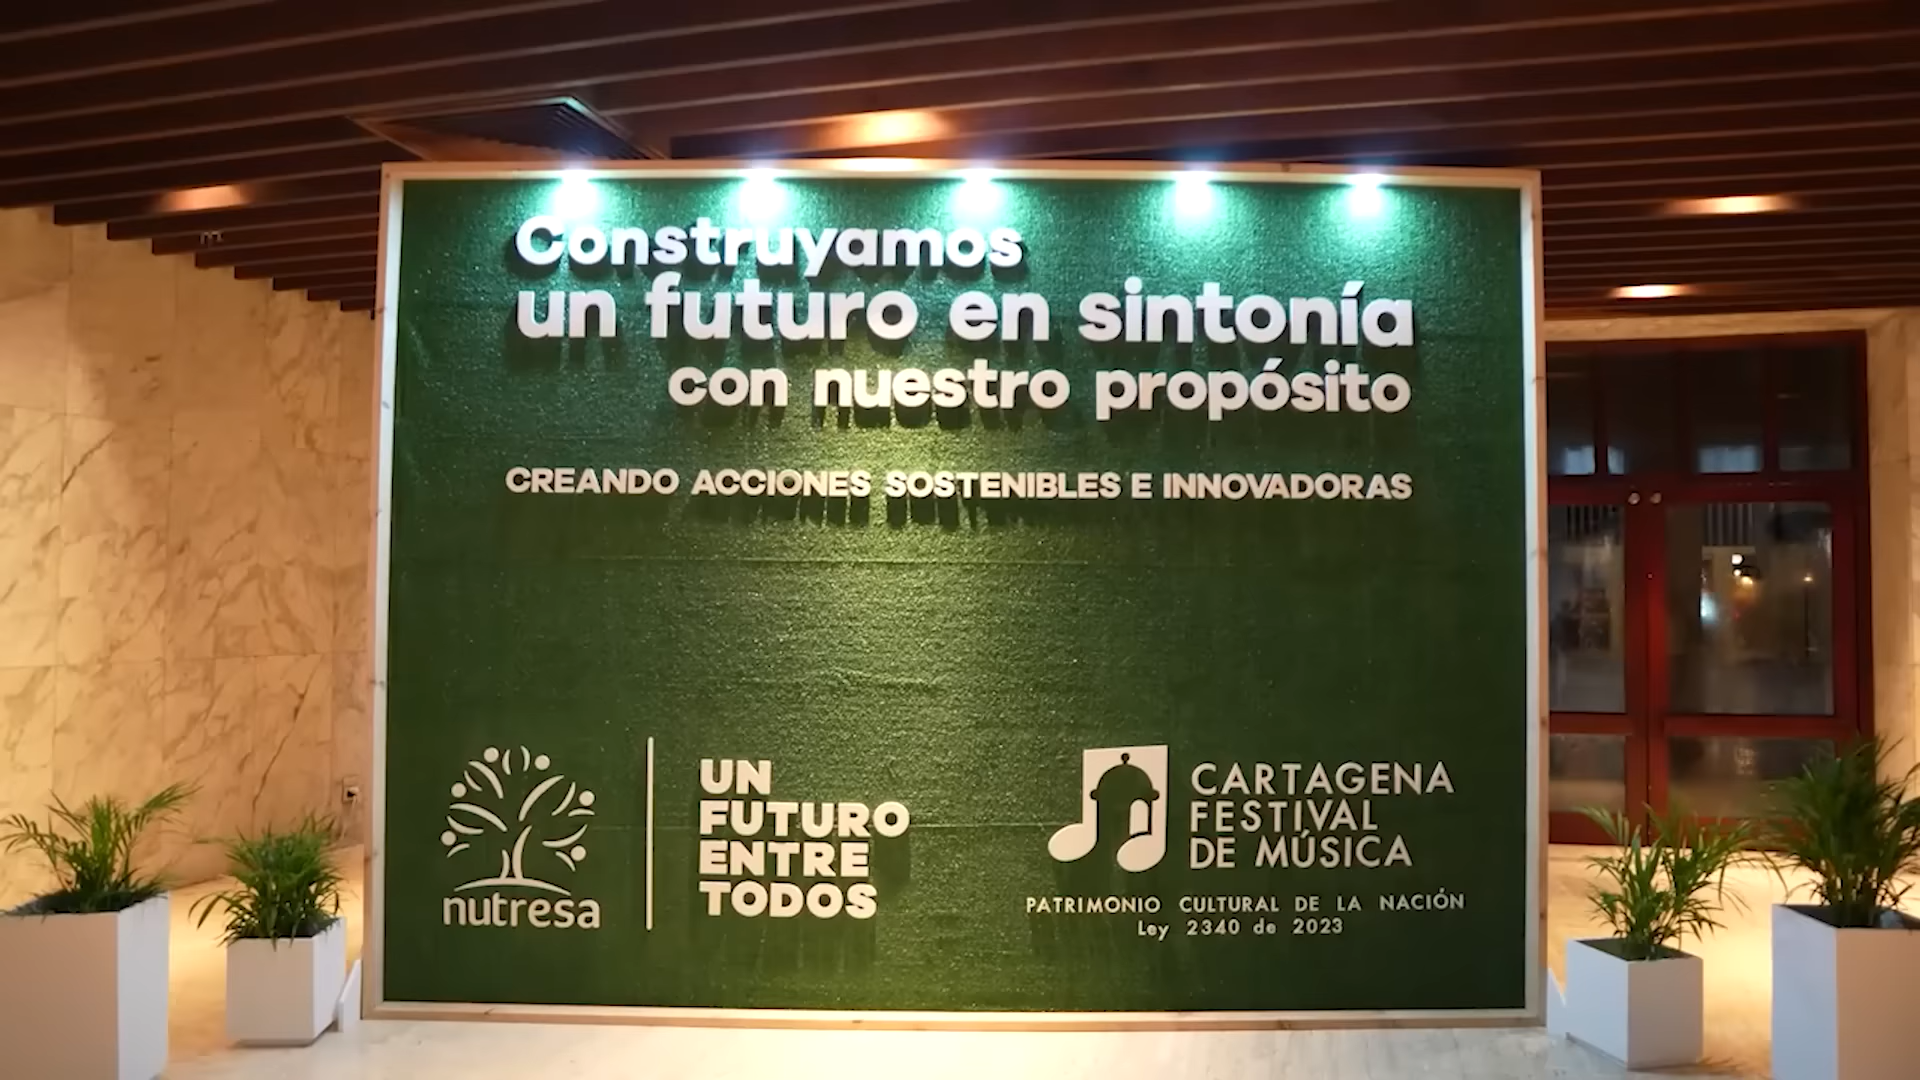 Construyamos
un futuro en sintonía
con nuestro propósito
CREANDO ACCIONES SOSTENIBLES E INNOVADORAS
nutresa
UN
FUTURO
ENTRE
TODOS
CARTAGENA
FESTIVAL
DE MÚSICA
PATRIMONIO CULTURAL DE LA NACIÓN
Ley 2340 de 2023